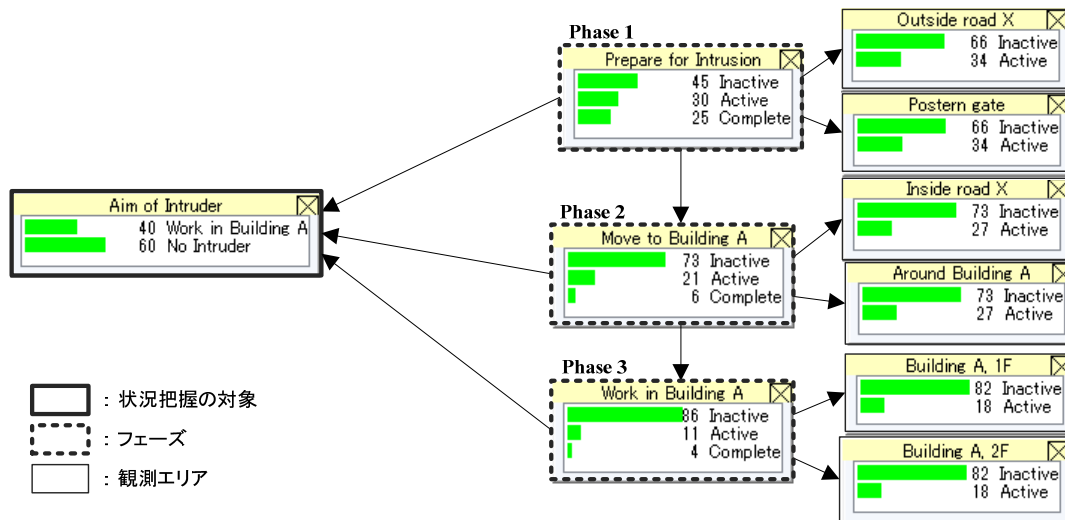 Phase 1
Prepare for Intrusion
45 Inactive
30 Active
25 Complete
Outside road X
66 Inactive
34 Active
Postern gate
66 Inactive
34 Active
Aim of Intruder
40 Work in Building A
60 No Intruder
Phase 2
Move to Building A
73 Inactive
21 Active
6 Complete
Inside road X
73 Inactive
27 Active
Around Building A
73 Inactive
27 Active
Phase 3
Work in Building A
86 Inactive
11 Active
4 Complete
Building A, 1F
82 Inactive
18 Active
Building A, 2F
82 Inactive
18 Active
: 状況把握の対象
: フェーズ
: 観測エリア